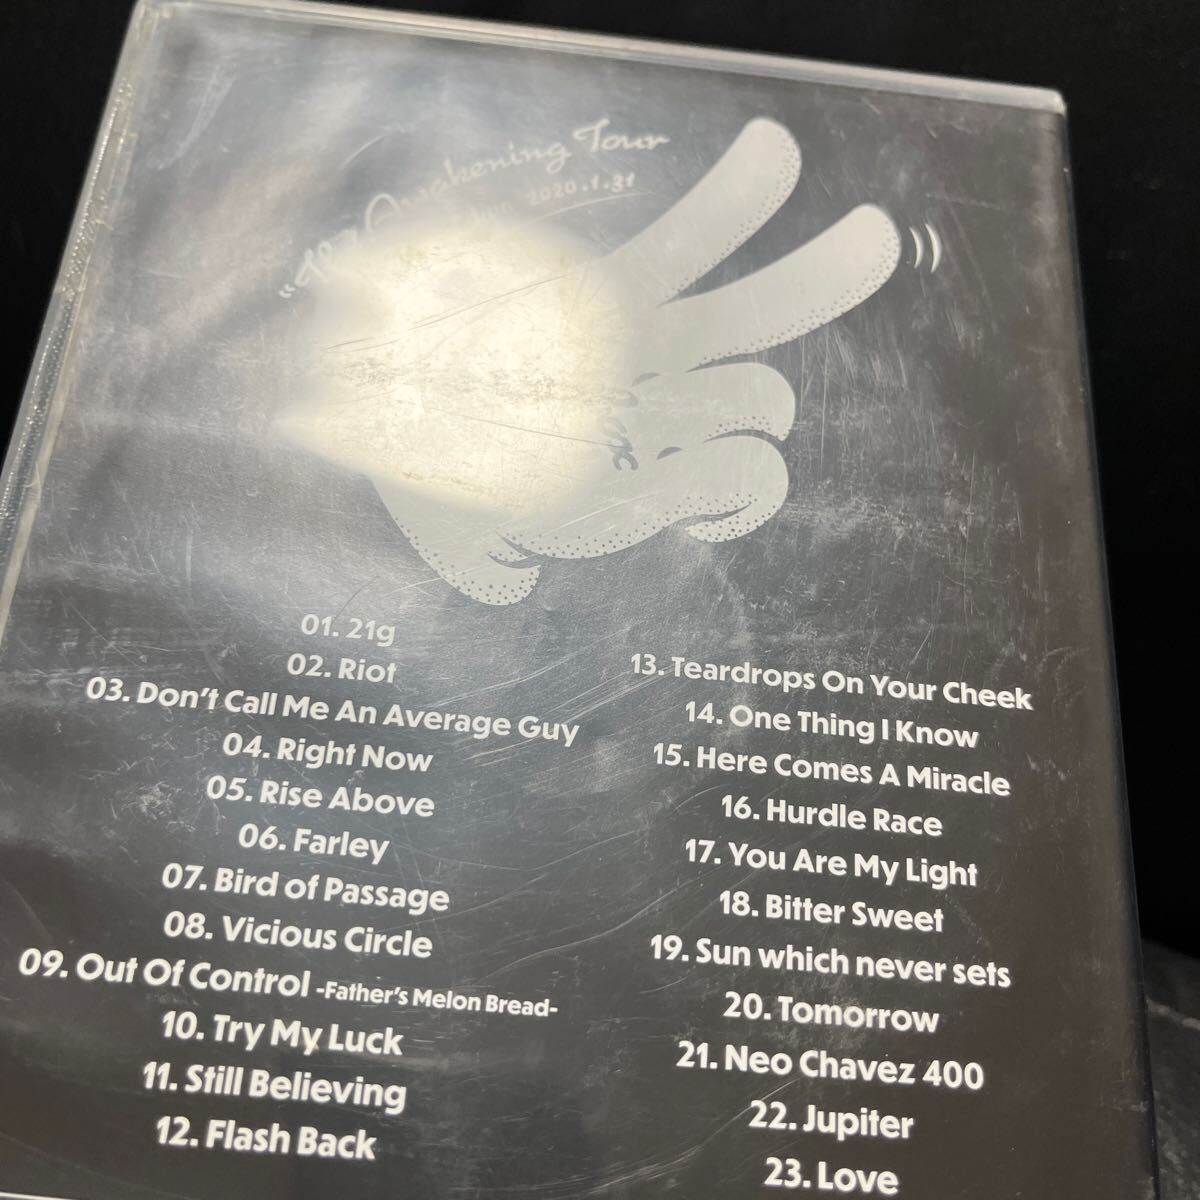 Awakening Tour
2020.1.31
01. 21g
02. Riot
03. Don't Call Me An Average Guy
04. Right Now
05. Rise Above
06. Farley
07. Bird of Passage
08. Vicious Circle
09. Out Of Control -Father's Melon Bread-
10. Try My Luck
11. Still Believing
12. Flash Back
13. Teardrops On Your Cheek
14. One Thing I Know
15. Here Comes A Miracle
16. Hurdle Race
17. You Are My Light
18. Bitter Sweet
19. Sun which never sets
20. Tomorrow
21. Neo Chavez 400
22. Jupiter
23. Love